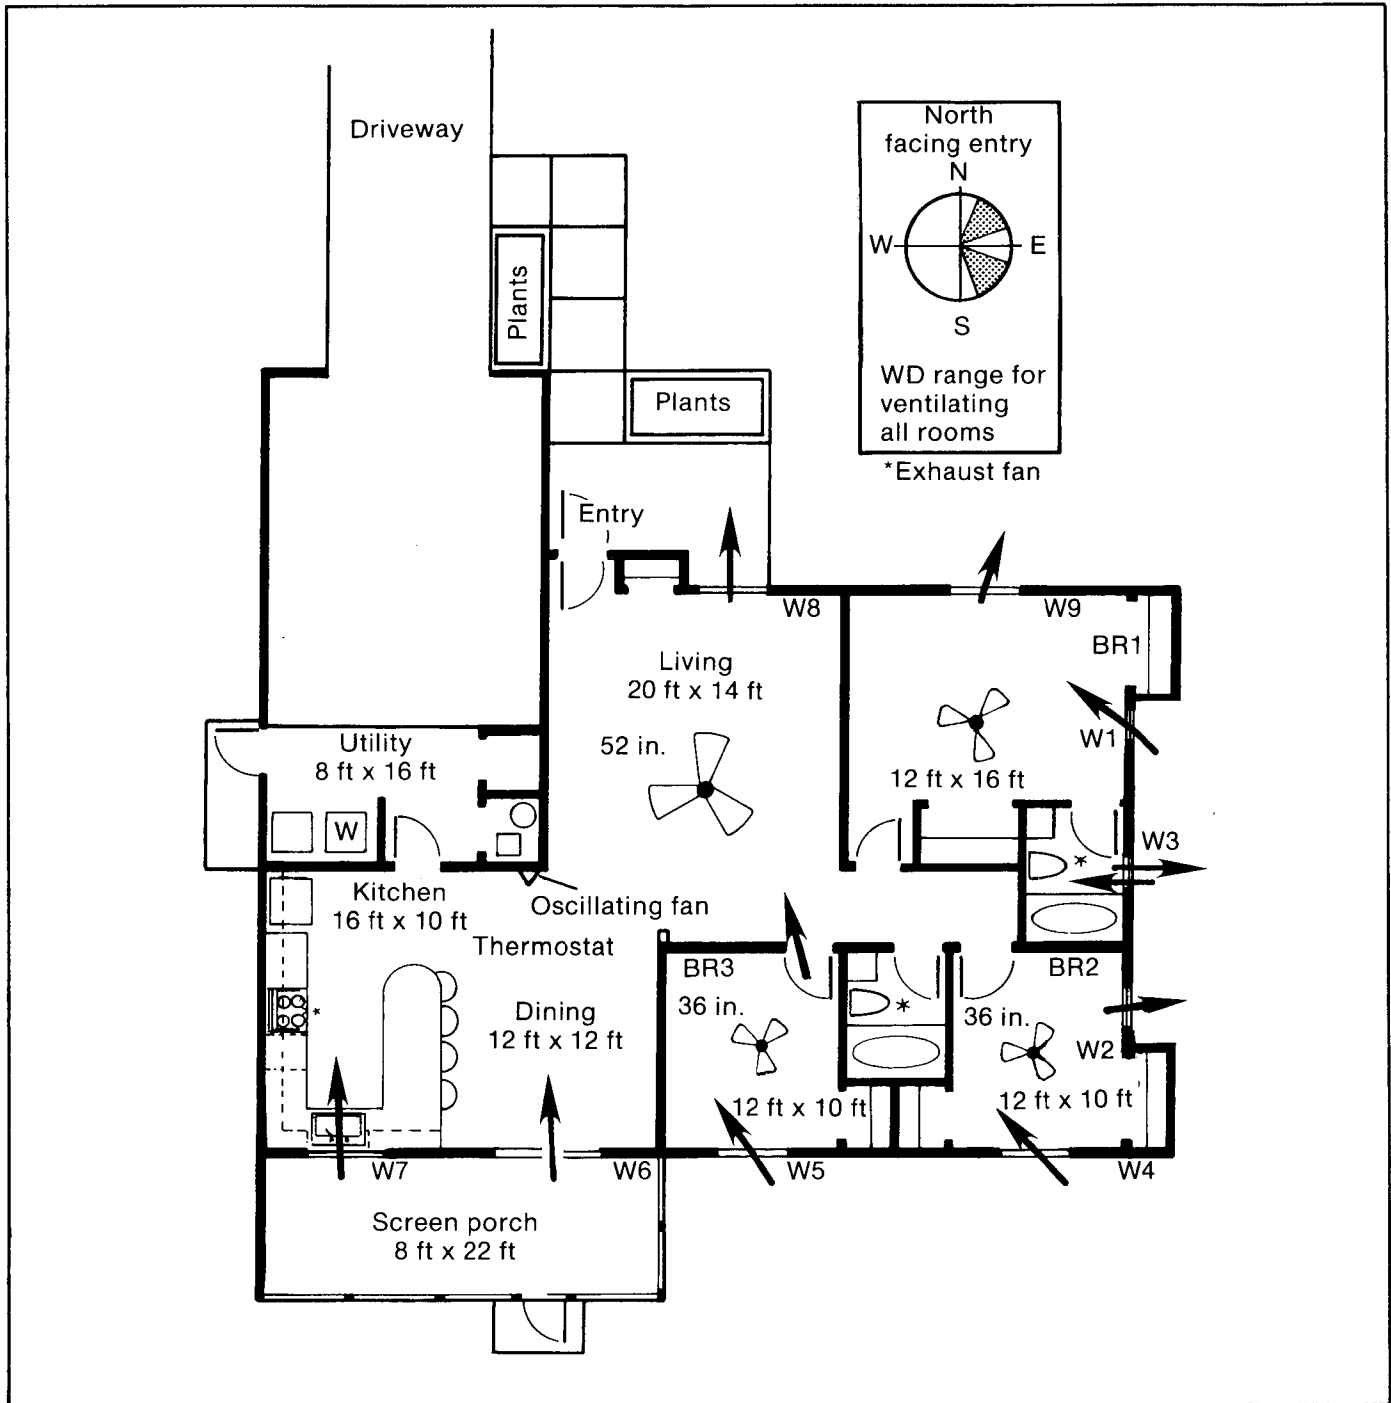 Driveway
North
facing entry
N
W
E
S
WD range for
ventilating
all rooms
*Exhaust fan
Plants
Plants
Entry
W8
W9
BR1
Living
20 ft x 14 ft
52 in.
W1
12 ft x 16 ft
Utility
8 ft x 16 ft
W
W3
*
Kitchen
16 ft x 10 ft
Oscillating fan
Thermostat
BR3
36 in.
BR2
36 in.
*
*
Dining
12 ft x 12 ft
W2
12 ft x 10 ft
12 ft x 10 ft
W7
W6
W5
W4
Screen porch
8 ft x 22 ft